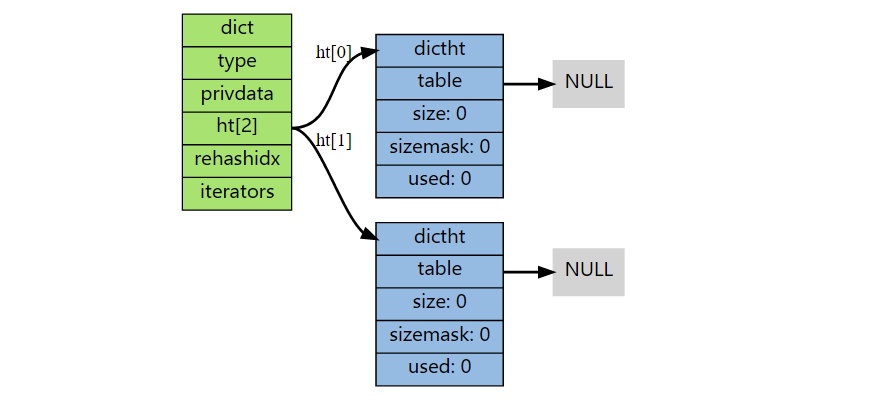 dict
type
privdata
ht[2]
rehashidx
iterators
ht[0]
ht[1]
dictht
table
size: 0
sizemask: 0
used: 0
NULL
dictht
table
size: 0
sizemask: 0
used: 0
NULL